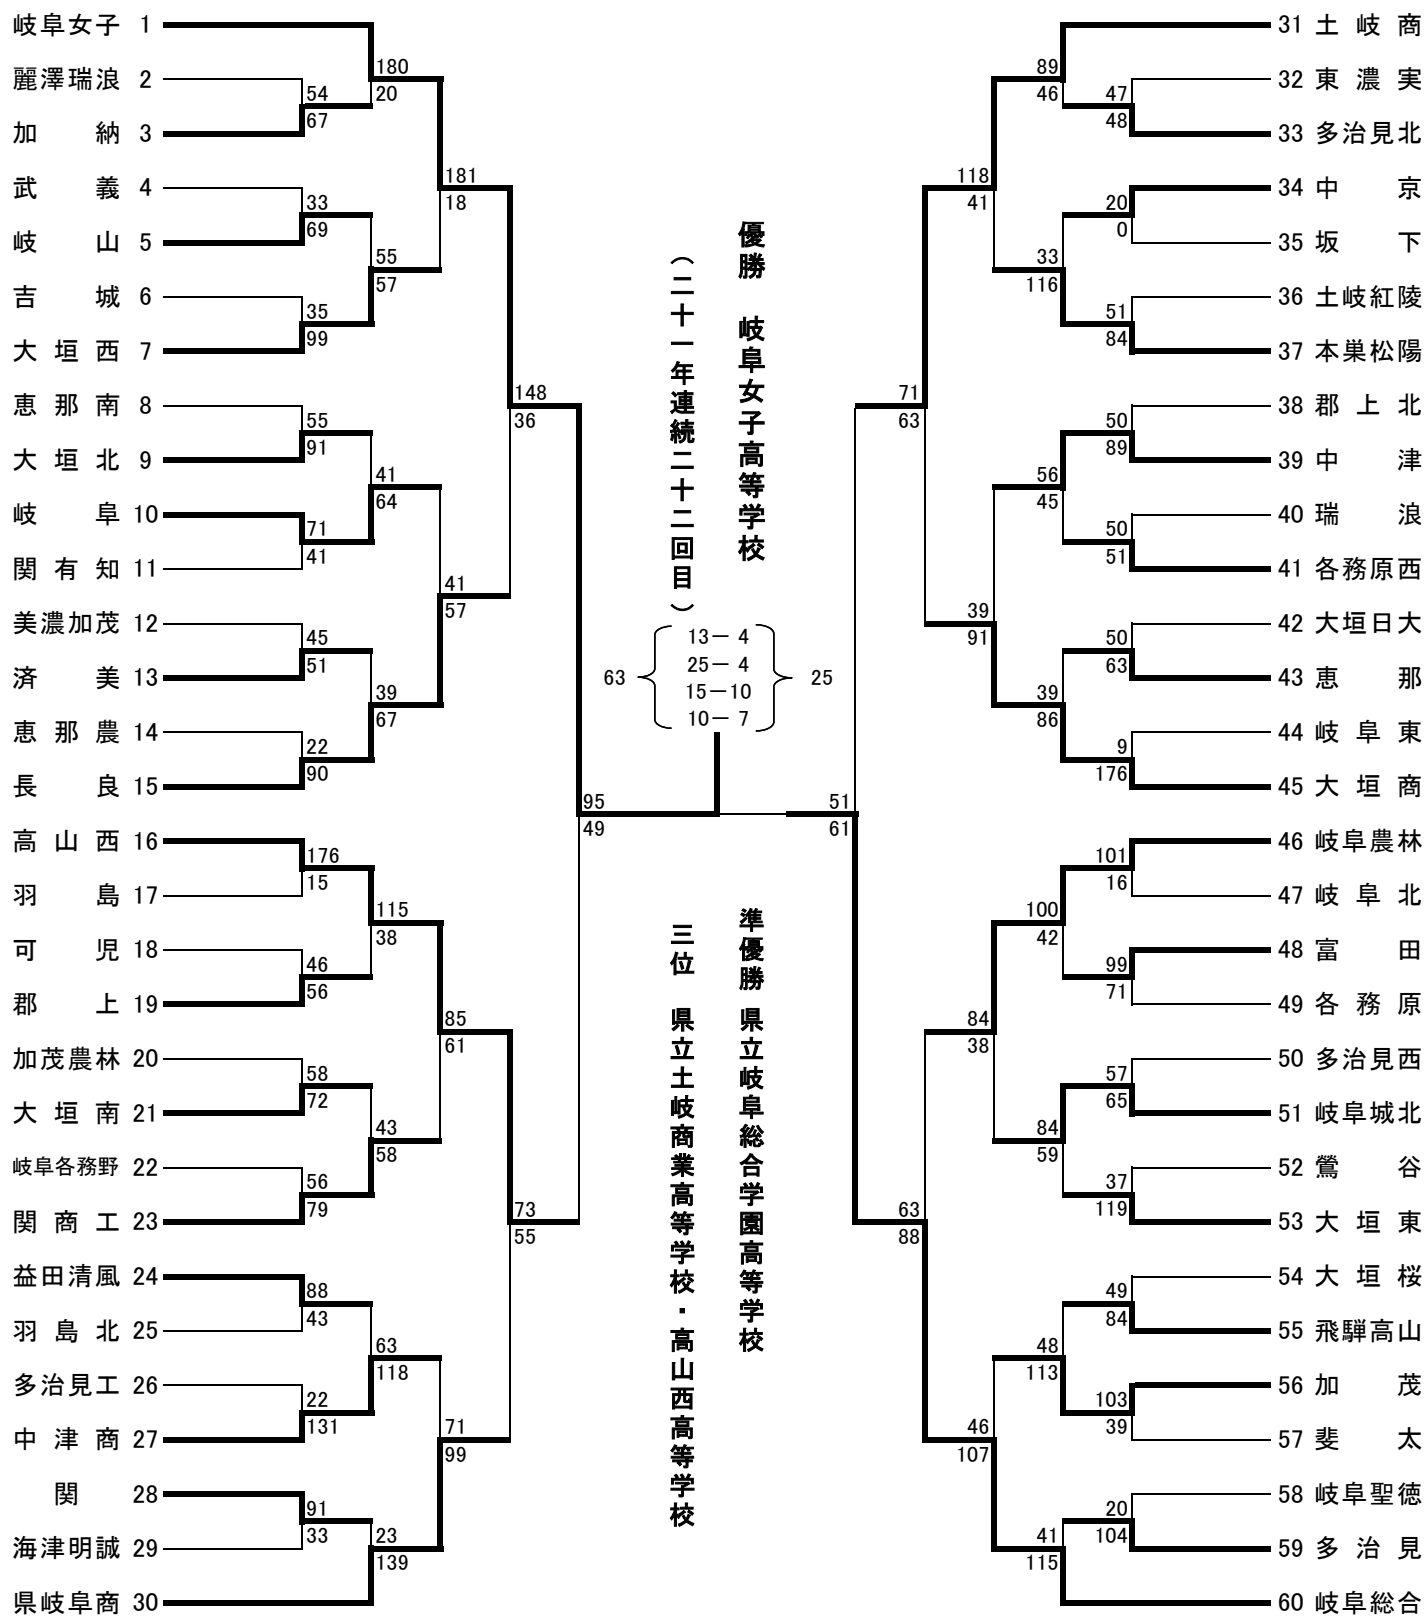 岐阜女子 1
麗澤瑞浪 2
加納 3
武義 4
岐山 5
吉城 6
大垣西 7
恵那南 8
大垣北 9
岐阜 10
関有知 11
美濃加茂 12
済美 13
恵那農 14
長良 15
高山西 16
羽島 17
可児 18
郡上 19
加茂農林 20
大垣南 21
岐阜各務野 22
関商工 23
益田清風 24
羽島北 25
多治見工 26
中津商 27
関 28
海津明誠 29
県岐阜商 30
180
20
54
67
33
69
55
57
35
99
181
18
55
91
41
64
71
41
45
51
39
67
22
90
41
57
148
36
176
15
115
38
46
56
58
72
43
58
56
79
85
61
88
43
63
118
22
131
91
33
23
139
71
99
73
55
95
49
優勝 岐阜女子高等学校
（二十一年連続二十二回目）
63
13－4
25－4
15－10
10－7
25
準優勝 県立岐阜総合学園高等学校
三位 県立土岐商業高等学校・高山西高等学校
51
61
71
63
118
41
89
46
47
48
20
0
33
116
51
84
50
89
56
45
50
51
39
91
50
63
39
86
9
176
101
16
100
42
99
71
84
38
57
65
84
59
37
119
63
88
49
84
48
113
103
39
46
107
20
104
41
115
31 土岐商
32 東濃実
33 多治見北
34 中京
35 坂下
36 土岐紅陵
37 本巣松陽
38 郡上北
39 中津
40 瑞浪
41 各務原西
42 大垣日大
43 恵那
44 岐阜東
45 大垣商
46 岐阜農林
47 岐阜北
48 富田
49 各務原
50 多治見西
51 岐阜城北
52 鶯谷
53 大垣東
54 大垣桜
55 飛騨高山
56 加茂
57 斐太
58 岐阜聖徳
59 多治見
60 岐阜総合